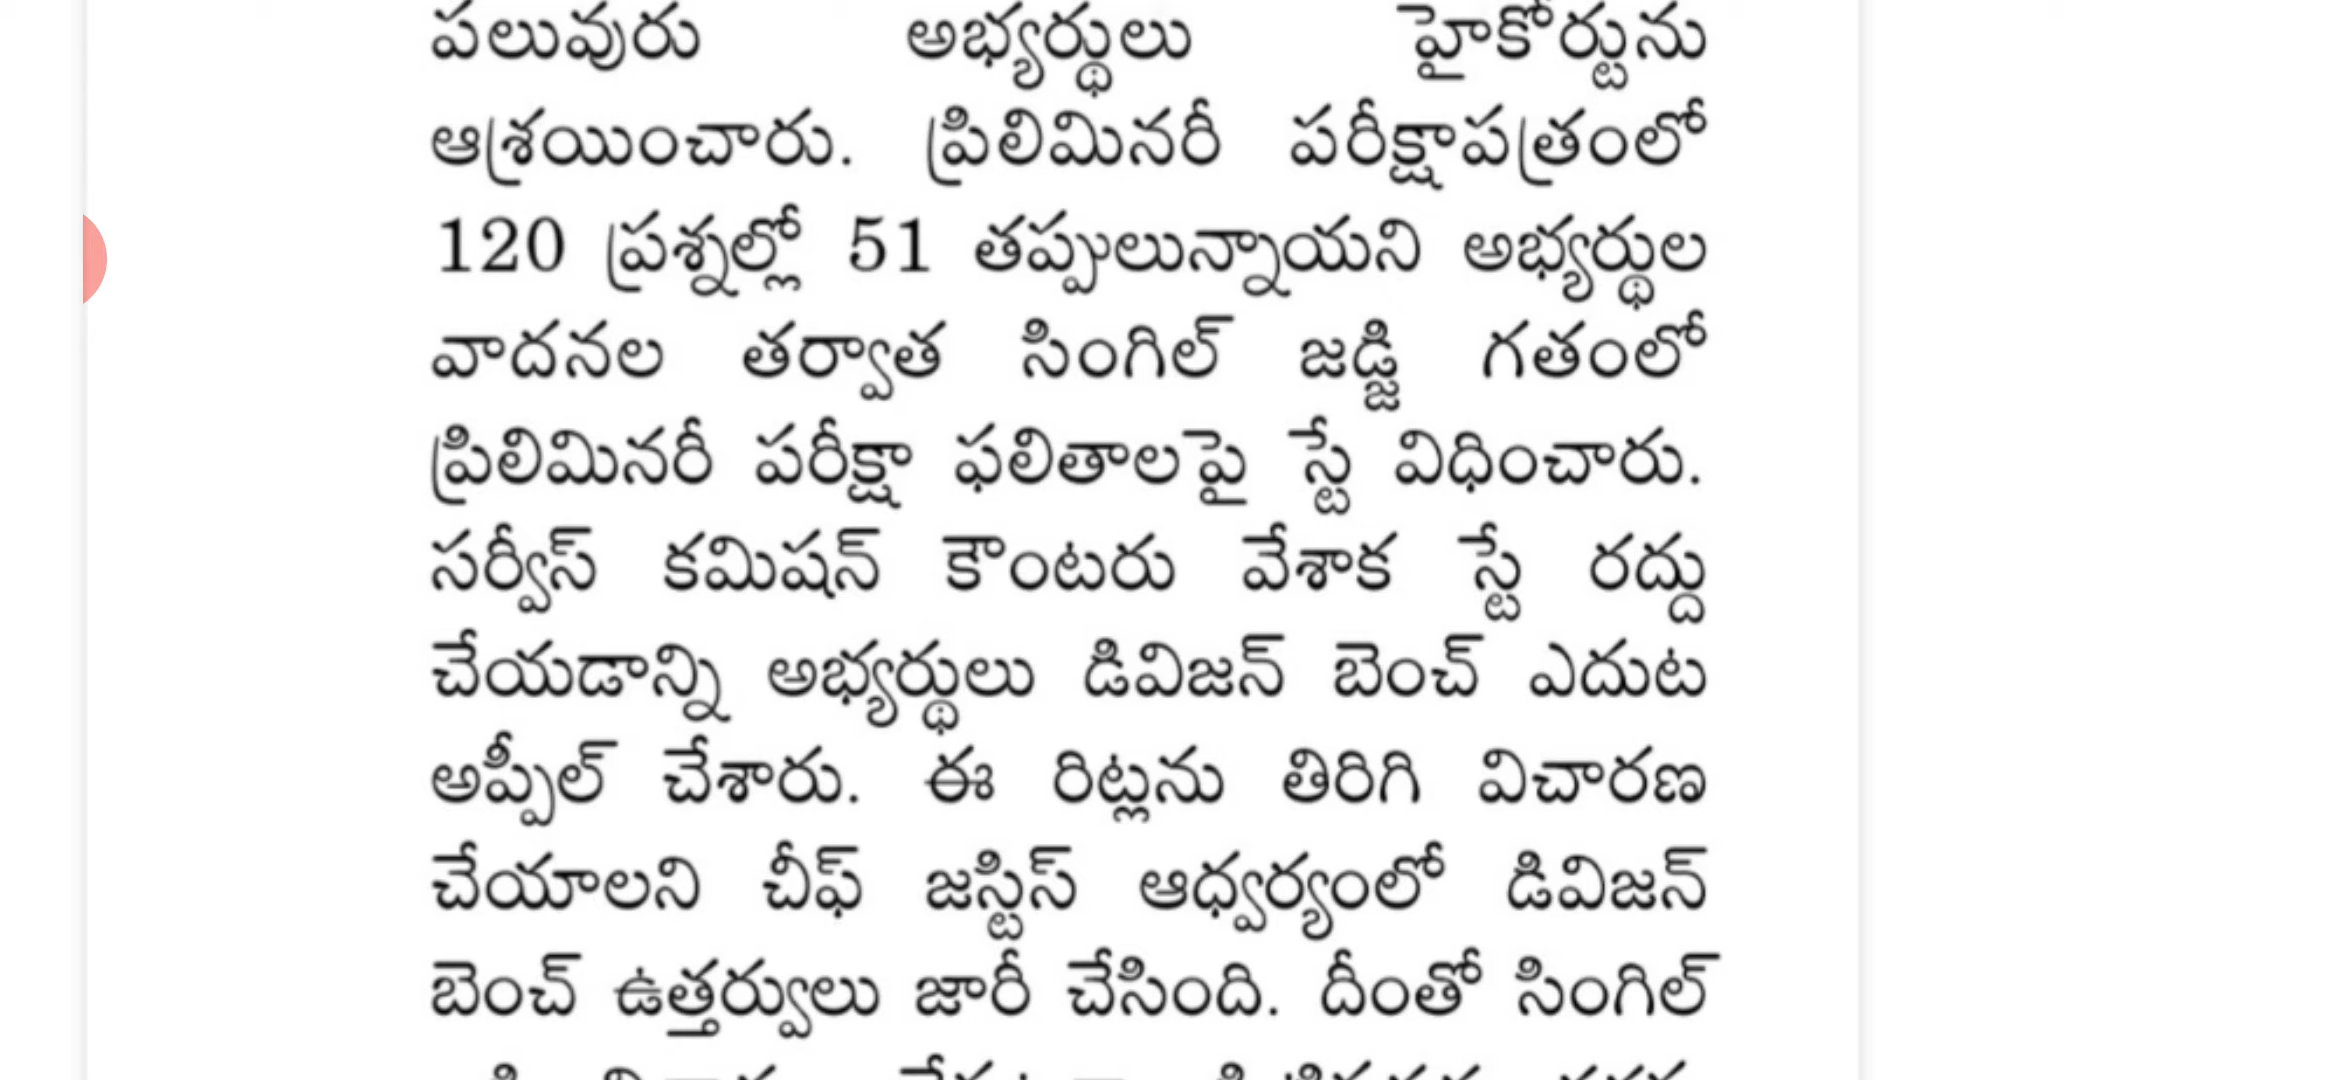 పలువురు అభ్యర్థులు హైకోర్టును
ఆశ్రయించారు. ప్రిలిమినరీ పరీక్షాపత్రంలో
120 ప్రశ్నల్లో 51 తప్పులున్నాయని అభ్యర్థుల
వాదనల తర్వాత సింగిల్ జడ్జి గతంలో
ప్రిలిమినరీ పరీక్షా ఫలితాలపై స్టే విధించారు.
సర్వీస్ కమిషన్ కౌంటరు వేశాక స్టే రద్దు
చేయడాన్ని అభ్యర్థులు డివిజన్ బెంచ్ ఎదుట
అప్పీల్ చేశారు. ఈ రిట్లను తిరిగి విచారణ
చేయాలని చీఫ్ జస్టిస్ ఆధ్వర్యంలో డివిజన్
బెంచ్ ఉత్తర్వులు జారీ చేసింది. దీంతో సింగిల్